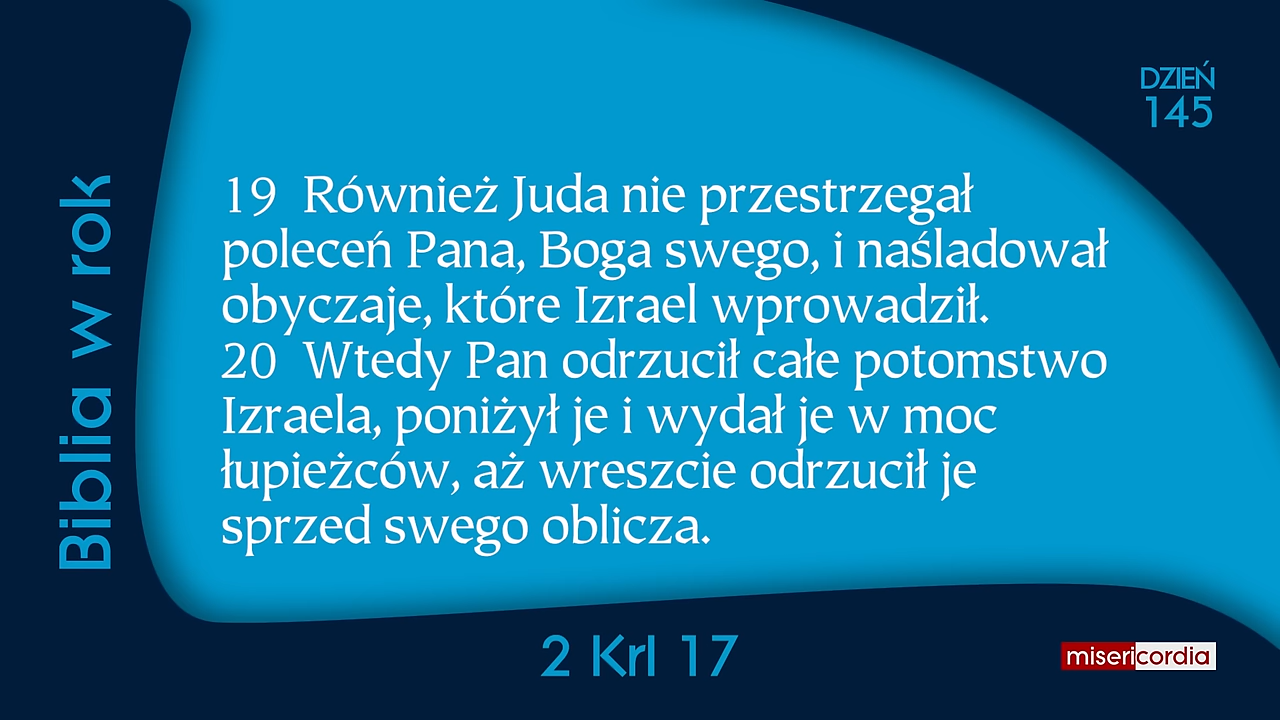 DZIEŃ
145
Biblia w rok
19 Również Juda nie przestrzegał
poleceń Pana, Boga swego, i naśladował
obyczaje, które Izrael wprowadził.
20 Wtedy Pan odrzucił całe potomstwo
Izraela, poniżył je i wydał je w moc
łupieżców, aż wreszcie odrzucił je
sprzed swego oblicza.
2 Krl 17
misericordia